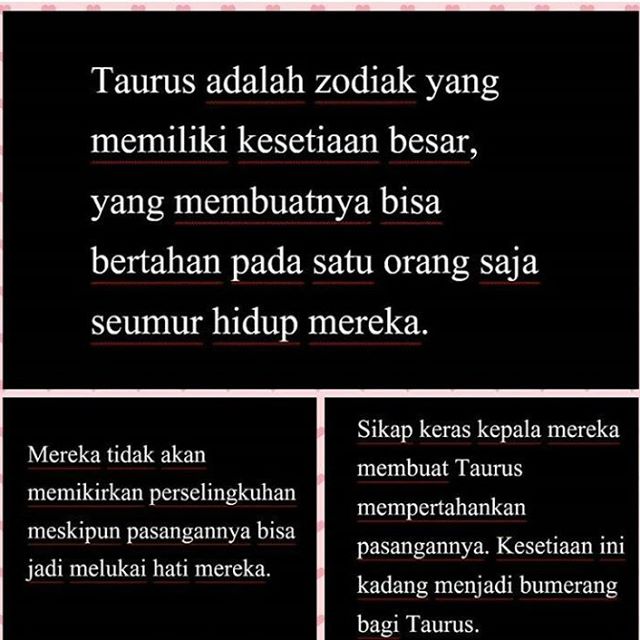 Taurus adalah zodiak yang
memiliki kesetiaan besar,
yang membuatnya bisa
bertahan pada satu orang saja
seumur hidup mereka.
Mereka tidak akan
memikirkan perselingkuhan
meskipun pasangannya bisa
jadi melukai hati mereka.
Sikap keras kepala mereka
membuat Taurus
mempertahankan
pasangannya. Kesetiaan ini
kadang menjadi bumerang
bagi Taurus.